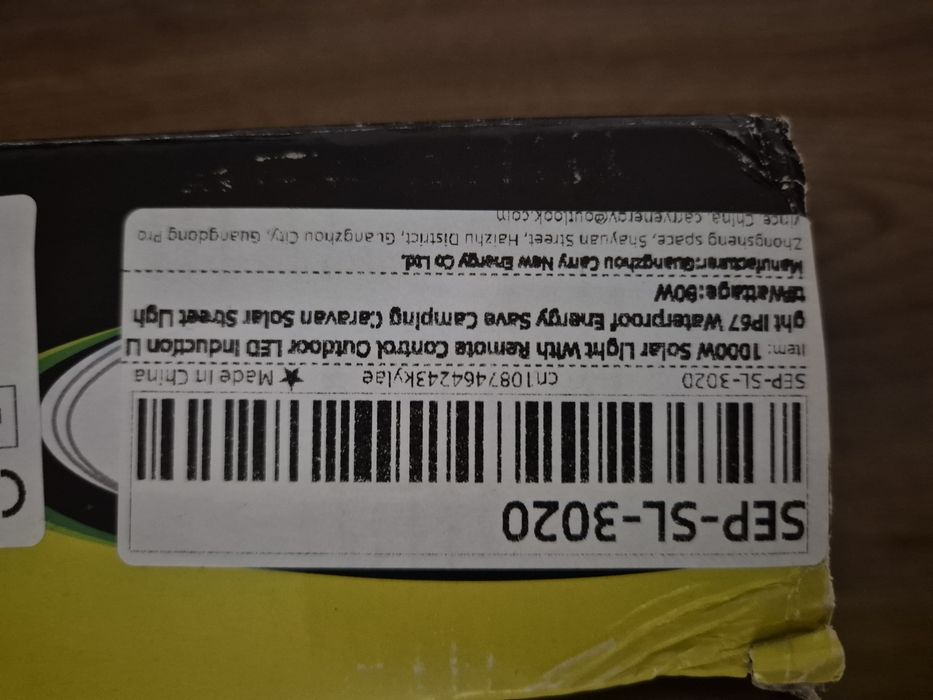 SEP-SL-3020
SEP-SL-3020 cn1087464243kylae ★ Made In China
Item: 1000W Solar Light With Remote Control Outdoor LED Induction Li
ght IP67 Waterproof Energy Save Camping Caravan Solar Street Ligh
Wattage:80W
Manufacturer:Guangzhou Carry New Energy Co Ltd.
Zhongsheng space, Shayuan Street, Haizhu District, Guangzhou City, Guangdong Pro
vince, China, carryenergy@outlook.com